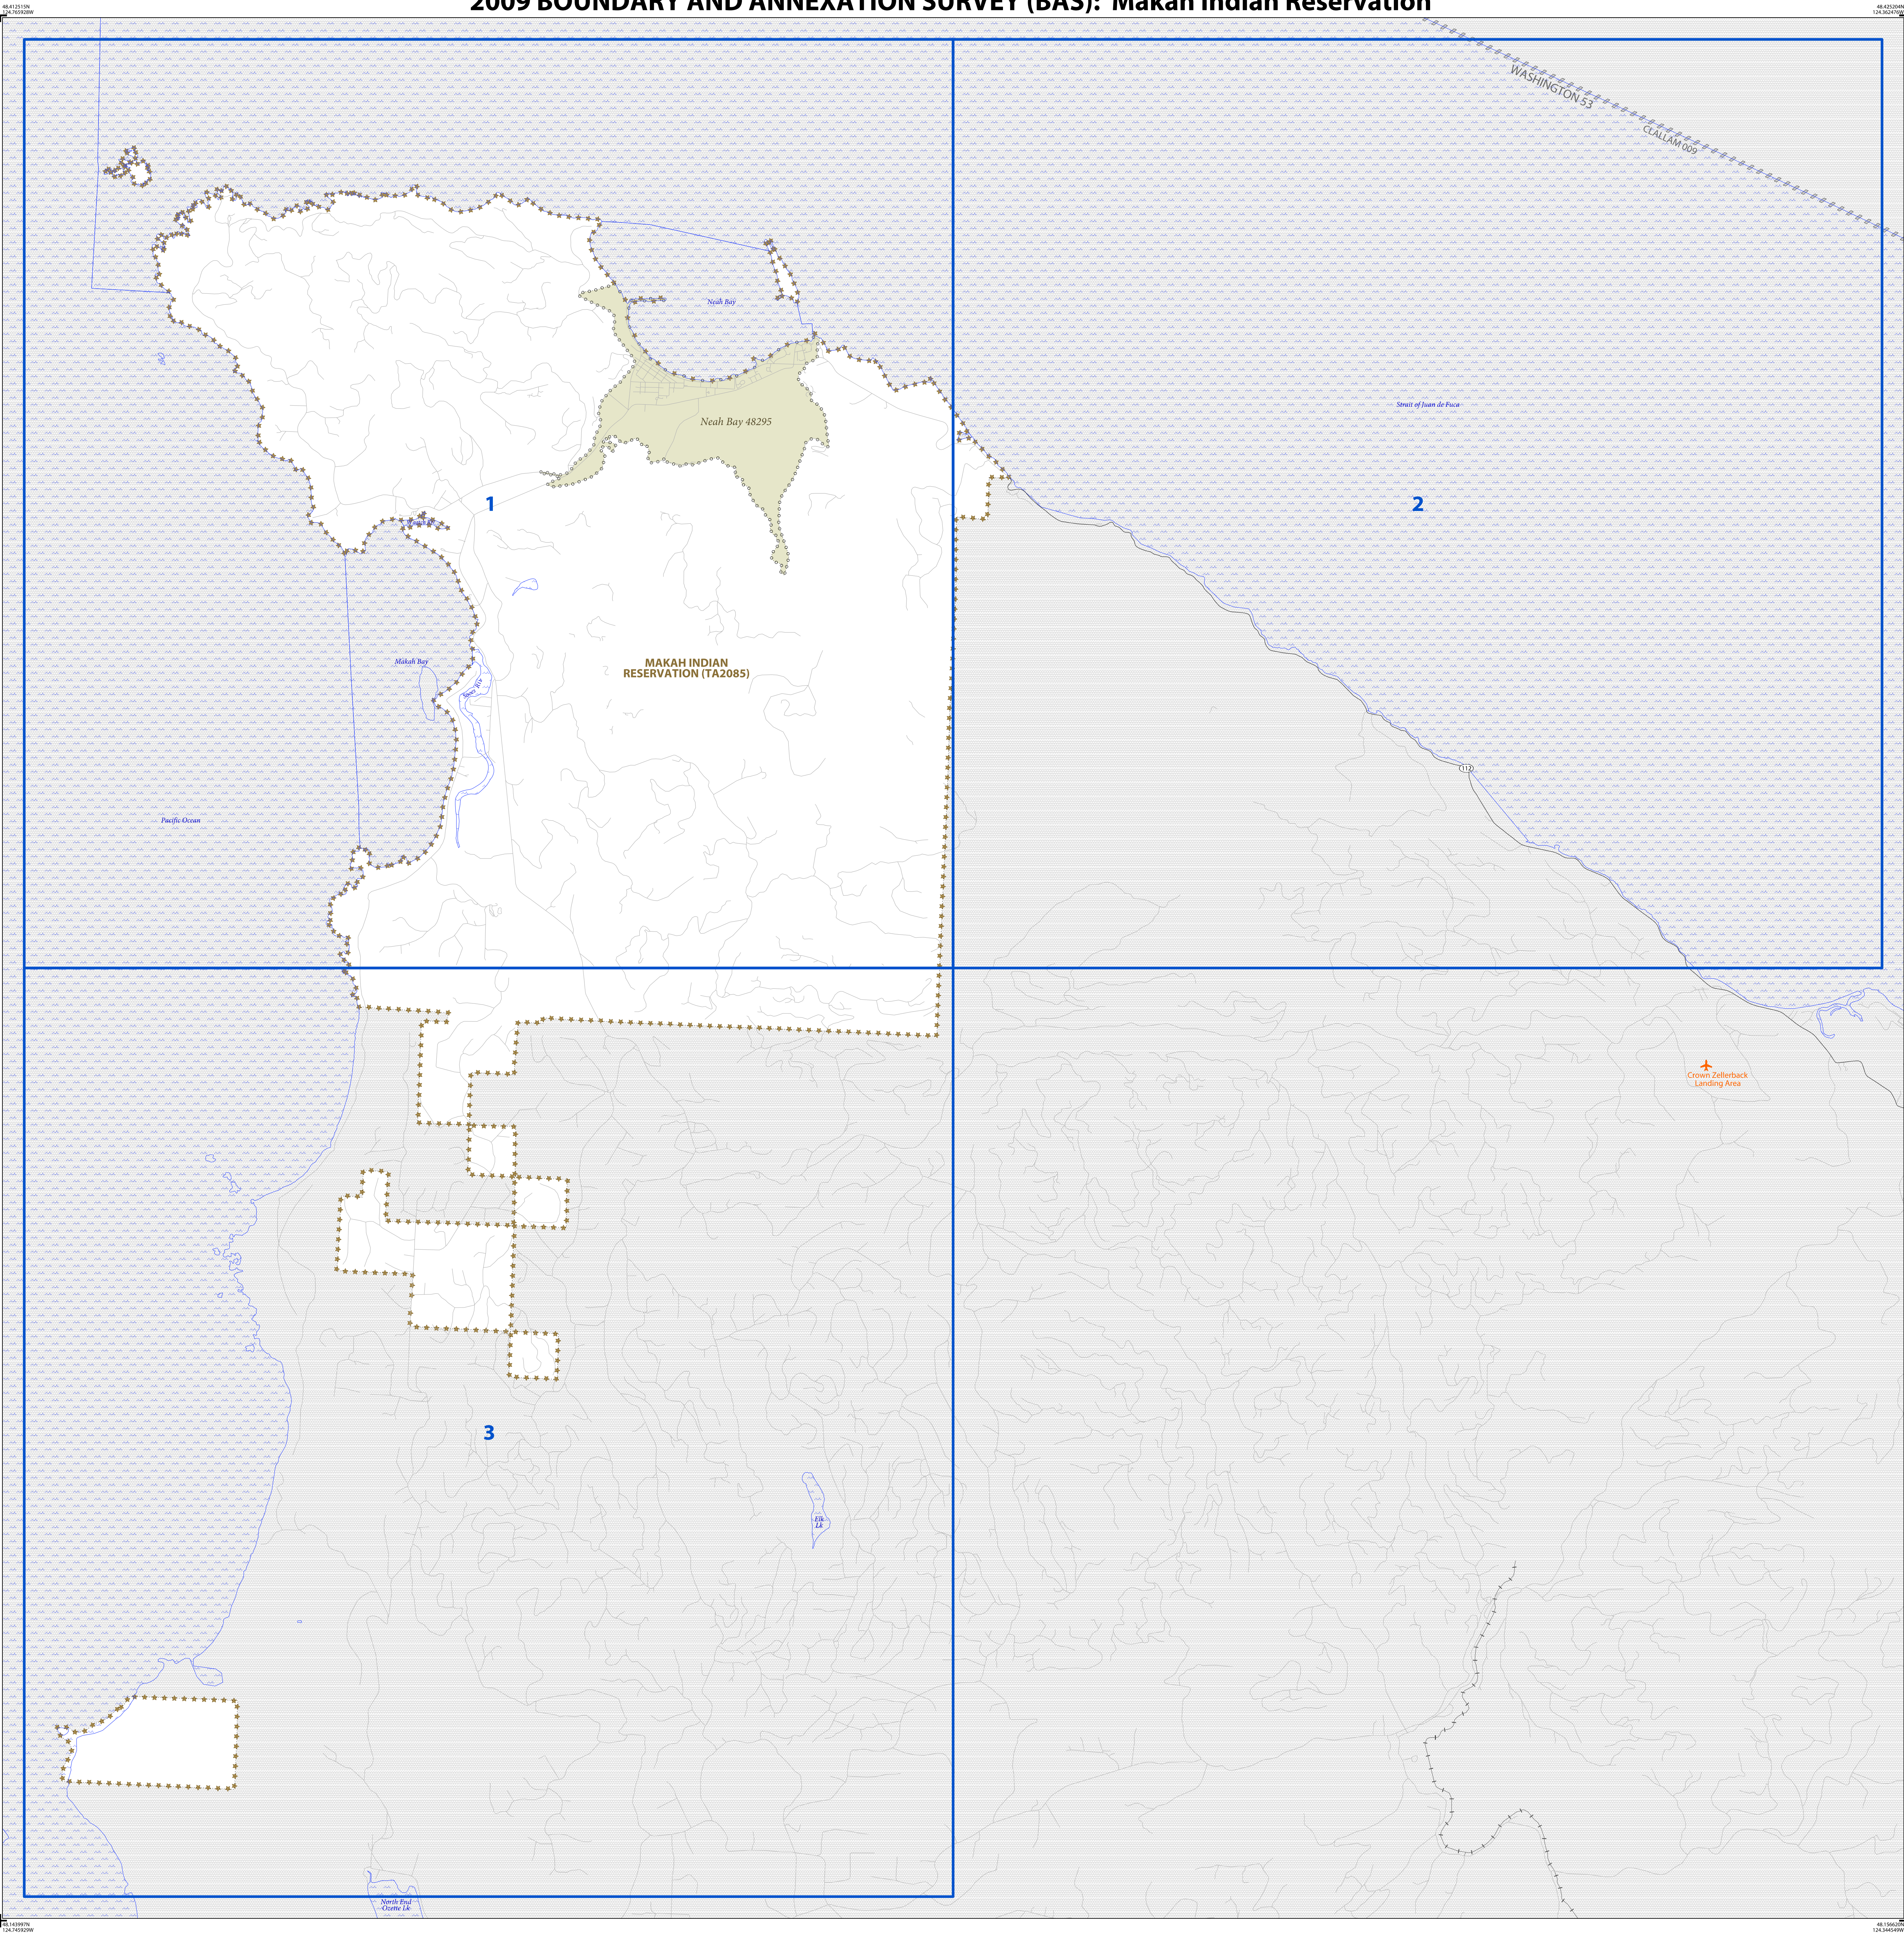 48.412515N
124.765928W
2009 BOUNDARY AND ANNEXATION SURVEY (BAS): Makah Indian Reservation
48.425204N
124.362476W
WASHINGTON 53
CLALLAM 009
Neah Bay
Strait of Juan de Fuca
Neah Bay 48295
1
2
MAKAH INDIAN
RESERVATION (TA2085)
Makah Bay
Sooes Riv
112
Pacific Ocean
Crown Zellerback
Landing Area
3
Elk
Lk
North End
Ozette Lk
48.143997N
124.745929W
48.156620N
124.344549W